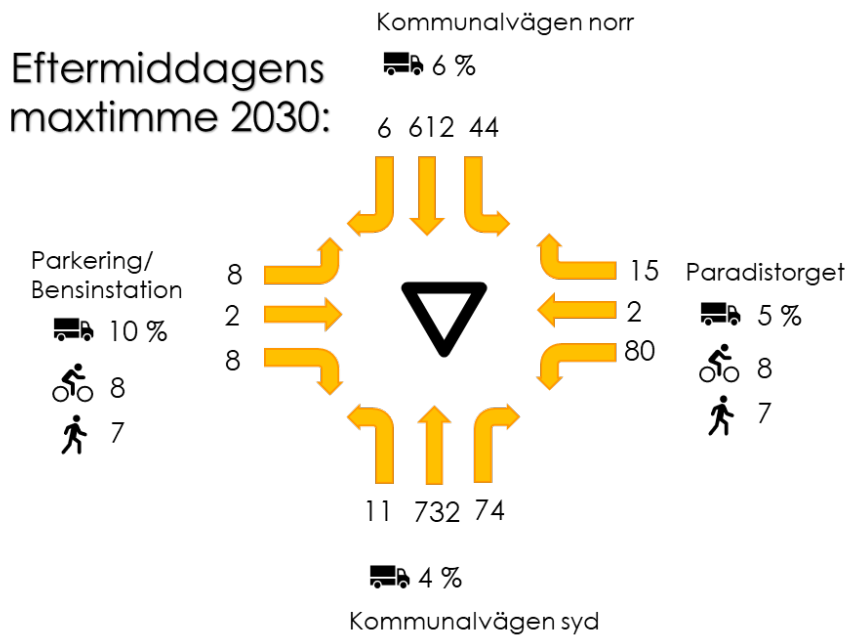 Kommunalvägen norr
6 %
Eftermiddagens
maxtimme 2030:
6 612 44
Parkering/
Bensinstation
10 %
8
7
8
2
8
15
2
80
Paradistorget
5 %
8
7
11 732 74
4 %
Kommunalvägen syd